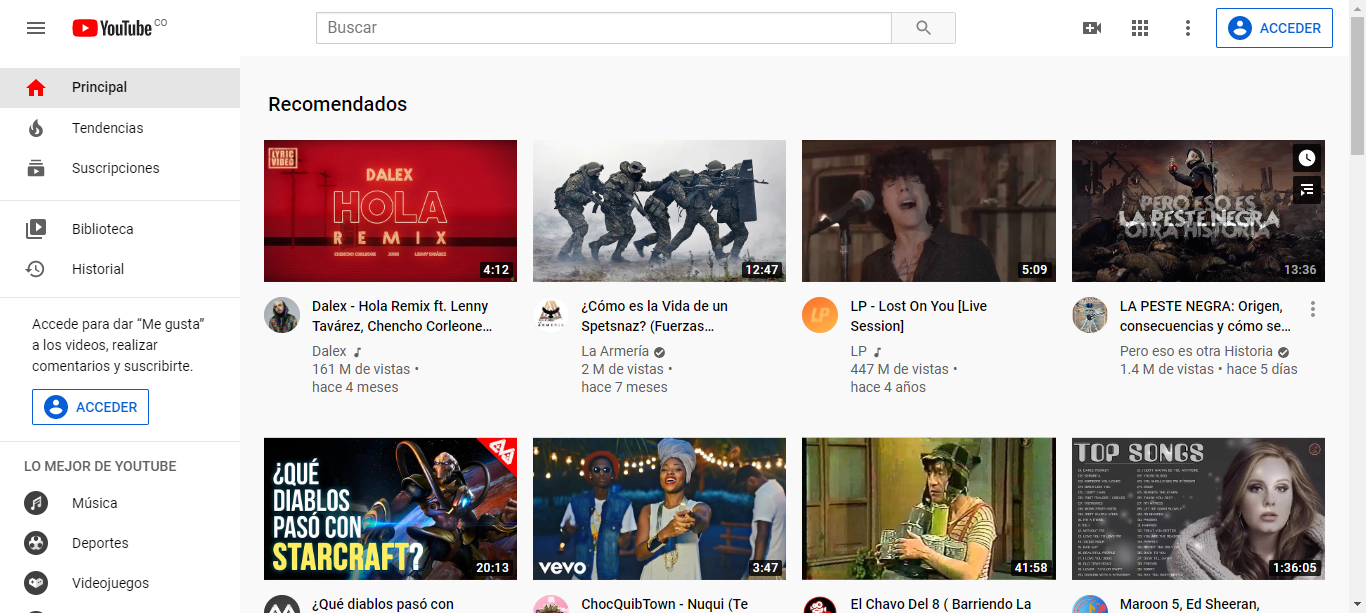 YouTube CO
Buscar
ACCEDER
Principal
Tendencias
Suscripciones
Biblioteca
Historial
Accede para dar “Me gusta”
a los videos, realizar
comentarios y suscribirte.
ACCEDER
LO MEJOR DE YOUTUBE
Música
Deportes
Videojuegos
Recomendados
LYRIC
VIDEO
DALEX
HOLA
REMIX
CHENCHO CORLEONE
LENNY TAVÁREZ
4:12
Dalex - Hola Remix ft. Lenny
Tavárez, Chencho Corleone…
Dalex
161 M de vistas •
hace 4 meses
12:47
¿Cómo es la Vida de un
Spetsnaz? (Fuerzas…
La Armería
2 M de vistas •
hace 7 meses
5:09
LP
LP - Lost On You [Live
Session]
LP
447 M de vistas •
hace 4 años
PERO ESO ES
LA PESTE NEGRA
OTRA HISTORIA
13:36
LA PESTE NEGRA: Origen,
consecuencias y cómo se…
Pero eso es otra Historia
1.4 M de vistas • hace 5 días
¿QUÉ
DIABLOS
PASÓ CON
STARCRAFT?
20:13
¿Qué diablos pasó con
vevo
3:47
ChocQuibTown - Nuqui (Te
41:58
El Chavo Del 8 ( Barriendo La
TOP SONGS
1:36:05
Maroon 5, Ed Sheeran,